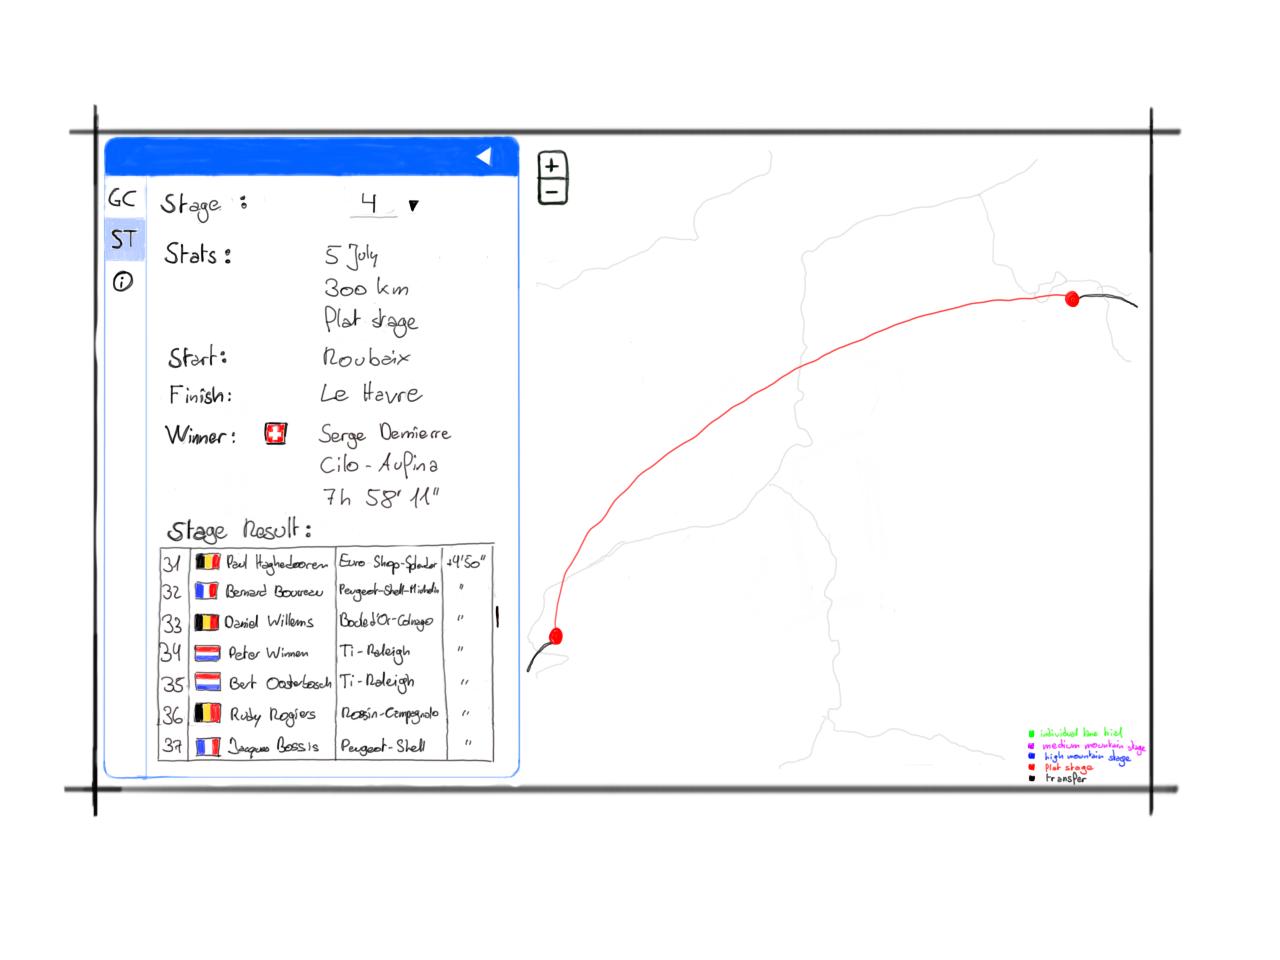 GC
ST
i
Stage : 4
Stats : 5 July
300 km
Flat stage
Start: Roubaix
Finish: Le Havre
Winner: Serge Demierre
Cilo - Aufina
7h 58' 11"
Stage Result:
31 Paul Haghedooren Euro Shop-Splendor +4'50"
32 Bernard Bourreau Peugeot-Shell-Michelin "
33 Daniel Willems Boule d'Or-Colnago "
34 Peter Winnen Ti-Raleigh "
35 Bert Oosterbosch Ti-Raleigh "
36 Rudy Rogiers Rossin-Campagnolo "
37 Jacques Bossis Peugeot-Shell "
+
−
individual time trial
medium mountain stage
high mountain stage
flat stage
transfer